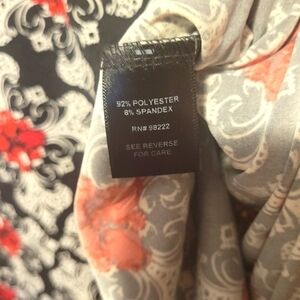 92% POLYESTER
8% SPANDEX
RN# 98222
SEE REVERSE
FOR CARE